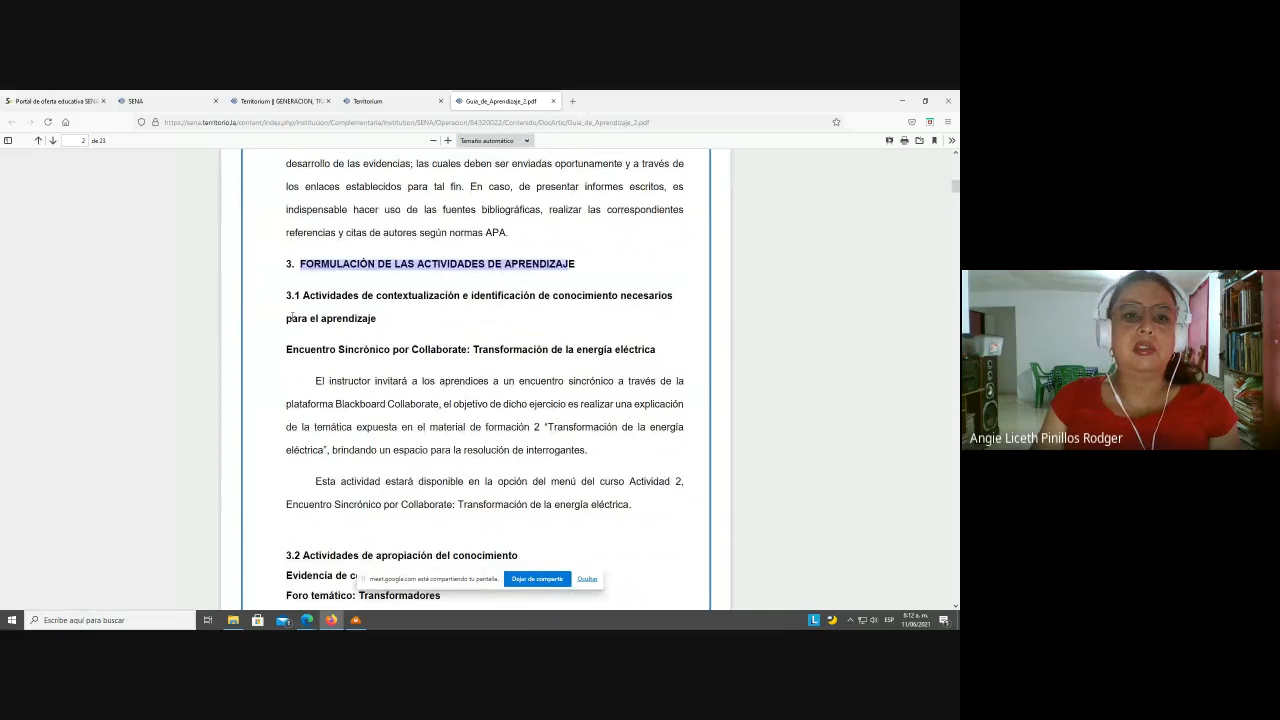 Portal de oferta educativa SENA
SENA
Territorium || GENERACION, TR
Territorium
Guia_de_Aprendizaje_2.pdf
https://sena.territorio.la/content/index.php/institucion/Complementaria/institution/SENA/Operacion/84320022/Contenido/DocArtic/Guia_de_Aprendizaje_2.pdf
2 de 23
Tamaño automático
desarrollo de las evidencias; las cuales deben ser enviadas oportunamente y a través de
los enlaces establecidos para tal fin. En caso, de presentar informes escritos, es
indispensable hacer uso de las fuentes bibliográficas, realizar las correspondientes
referencias y citas de autores según normas APA.
3. FORMULACIÓN DE LAS ACTIVIDADES DE APRENDIZAJE
3.1 Actividades de contextualización e identificación de conocimiento necesarios
para el aprendizaje
Encuentro Sincrónico por Collaborate: Transformación de la energía eléctrica
El instructor invitará a los aprendices a un encuentro sincrónico a través de la
plataforma Blackboard Collaborate, el objetivo de dicho ejercicio es realizar una explicación
de la temática expuesta en el material de formación 2 “Transformación de la energía
eléctrica”, brindando un espacio para la resolución de interrogantes.
Esta actividad estará disponible en la opción del menú del curso Actividad 2,
Encuentro Sincrónico por Collaborate: Transformación de la energía eléctrica.
3.2 Actividades de apropiación del conocimiento
Evidencia de c
meet.google.com está compartiendo tu pantalla.
Dejar de compartir
Ocultar
Foro temático: Transformadores
Escribe aquí para buscar
L
ESP
8:12 a. m.
11/06/2021
Angie Liceth Pinillos Rodger